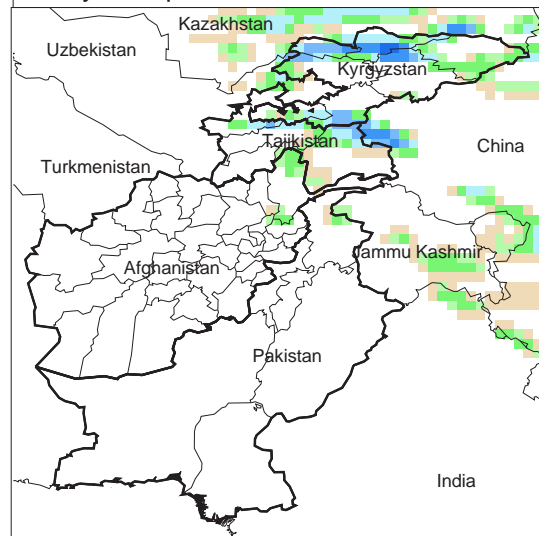 Kazakhstan
Uzbekistan
Kyrgyzstan
Tajikistan
China
Turkmenistan
Jammu Kashmir
Afghanistan
Pakistan
India